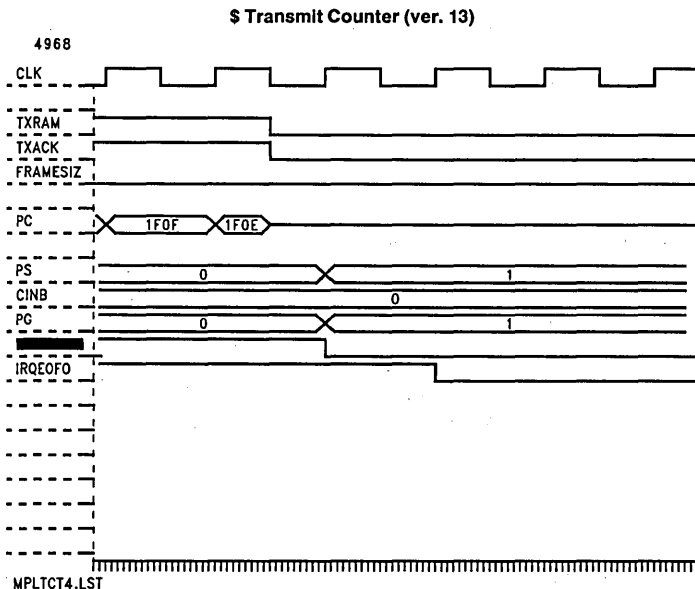 $ Transmit Counter (ver. 13)
4968
CLK
TXRAM
TXACK
FRAMESIZ
PC 1F0F 1F0E
PS 0 1
CINB 0
PG 0 1
IRQEOFO
MPLTCT4.LST